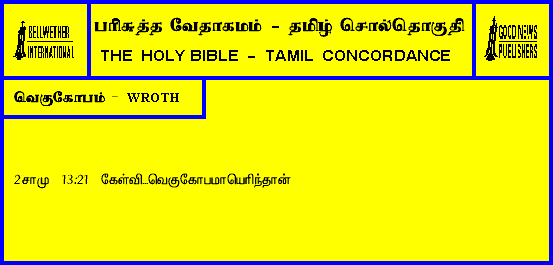 BELLWETHER
INTERNATIONAL
பரிசுத்த வேதாகமம் - தமிழ் சொல்தொகுதி
THE HOLY BIBLE - TAMIL CONCORDANCE
GOOD NEWS
PUBLISHERS
வெகுகோபம் - WROTH
2சாமு 13:21 கேள்வி...வெகுகோபமாயெரிந்தான்